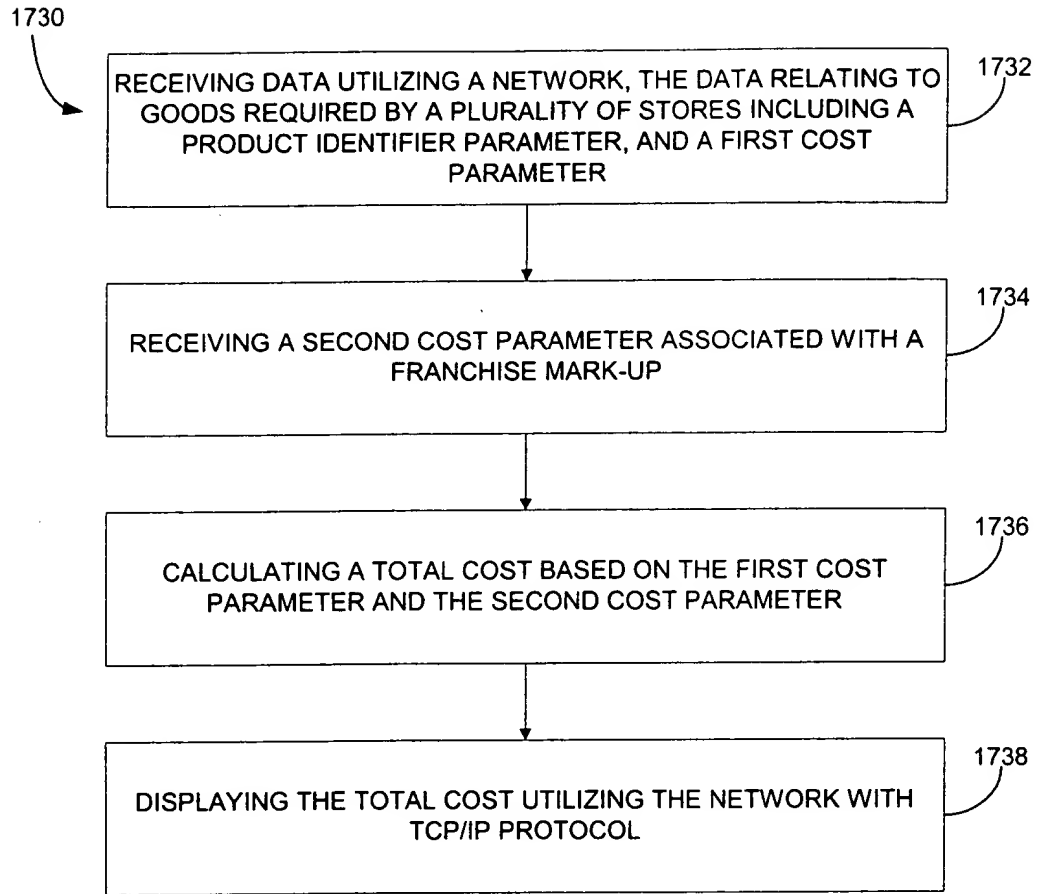 1730
RECEIVING DATA UTILIZING A NETWORK, THE DATA RELATING TO
GOODS REQUIRED BY A PLURALITY OF STORES INCLUDING A
PRODUCT IDENTIFIER PARAMETER, AND A FIRST COST
PARAMETER
1732
RECEIVING A SECOND COST PARAMETER ASSOCIATED WITH A
FRANCHISE MARK-UP
1734
CALCULATING A TOTAL COST BASED ON THE FIRST COST
PARAMETER AND THE SECOND COST PARAMETER
1736
DISPLAYING THE TOTAL COST UTILIZING THE NETWORK WITH
TCP/IP PROTOCOL
1738